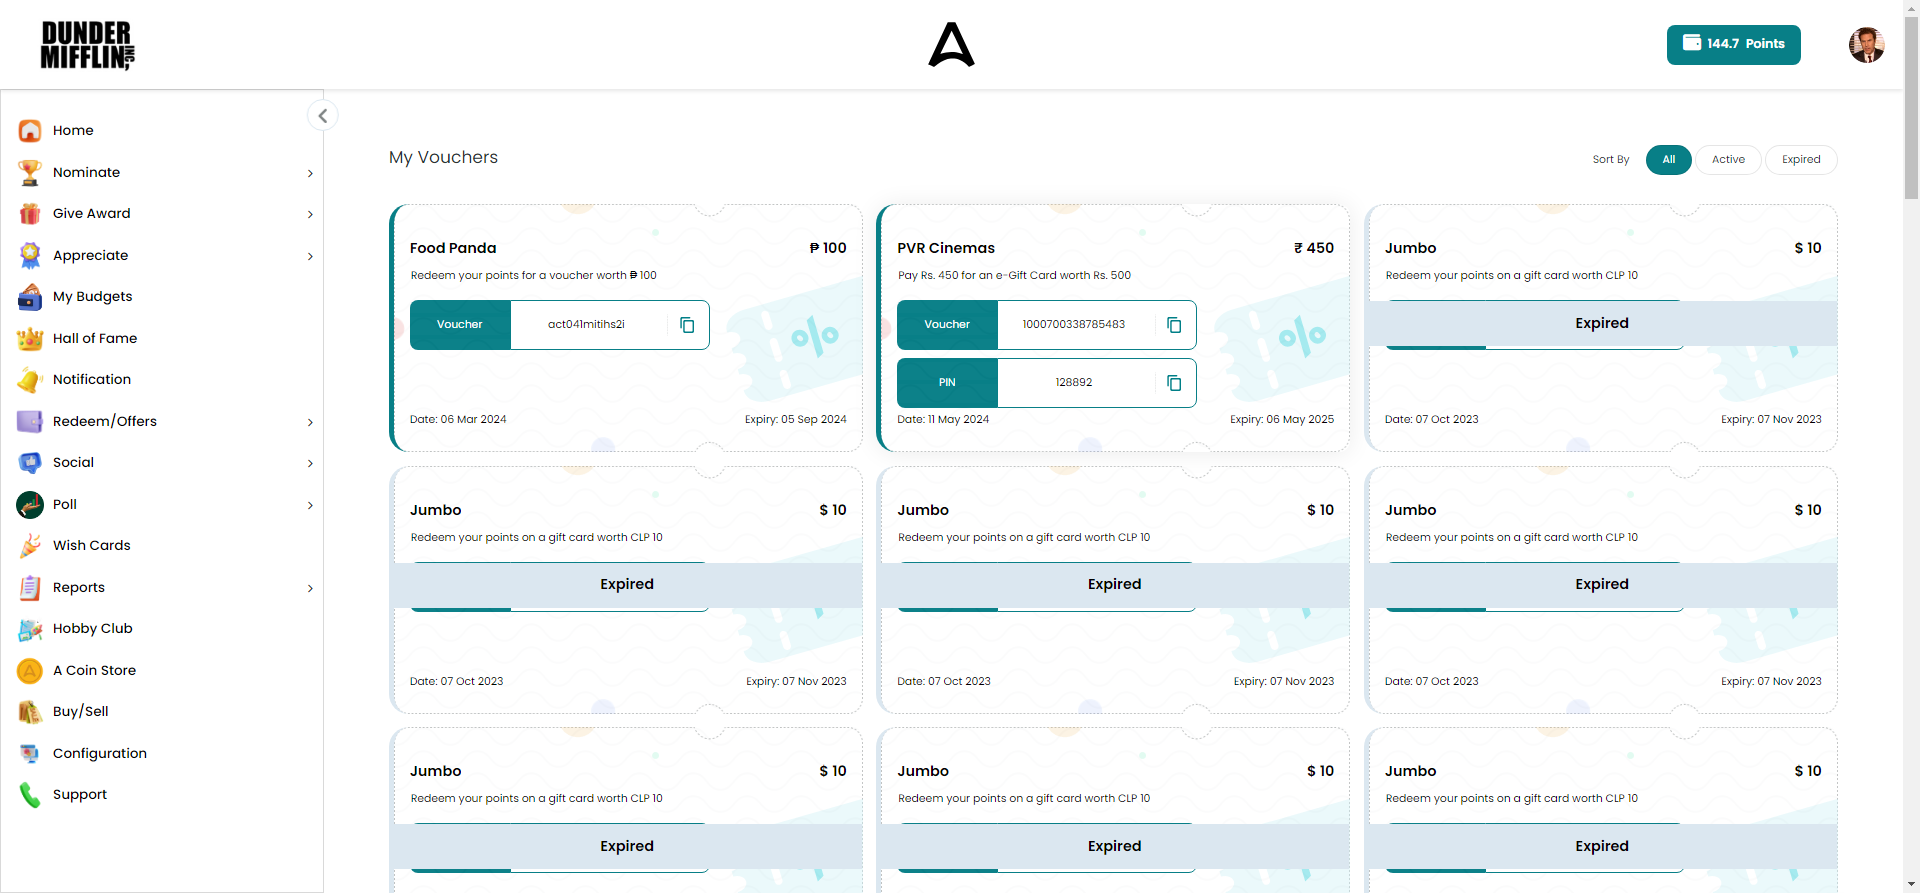 DUNDER
MIFFLIN INC,
144.7 Points
Home
Nominate
Give Award
Appreciate
My Budgets
Hall of Fame
Notification
Redeem/Offers
Social
Poll
Wish Cards
Reports
Hobby Club
A Coin Store
Buy/Sell
Configuration
Support
My Vouchers
Sort By All Active Expired
Food Panda ₱ 100
Redeem your points for a voucher worth ₱ 100
Voucher act041mitihs2i
Date: 06 Mar 2024 Expiry: 05 Sep 2024
PVR Cinemas ₹ 450
Pay Rs. 450 for an e-Gift Card worth Rs. 500
Voucher 1000700338785483
PIN 128892
Date: 11 May 2024 Expiry: 06 May 2025
Jumbo $ 10
Redeem your points on a gift card worth CLP 10
Expired
Date: 07 Oct 2023 Expiry: 07 Nov 2023
Jumbo $ 10
Redeem your points on a gift card worth CLP 10
Expired
Date: 07 Oct 2023 Expiry: 07 Nov 2023
Jumbo $ 10
Redeem your points on a gift card worth CLP 10
Expired
Date: 07 Oct 2023 Expiry: 07 Nov 2023
Jumbo $ 10
Redeem your points on a gift card worth CLP 10
Expired
Date: 07 Oct 2023 Expiry: 07 Nov 2023
Jumbo $ 10
Redeem your points on a gift card worth CLP 10
Expired
Jumbo $ 10
Redeem your points on a gift card worth CLP 10
Expired
Jumbo $ 10
Redeem your points on a gift card worth CLP 10
Expired